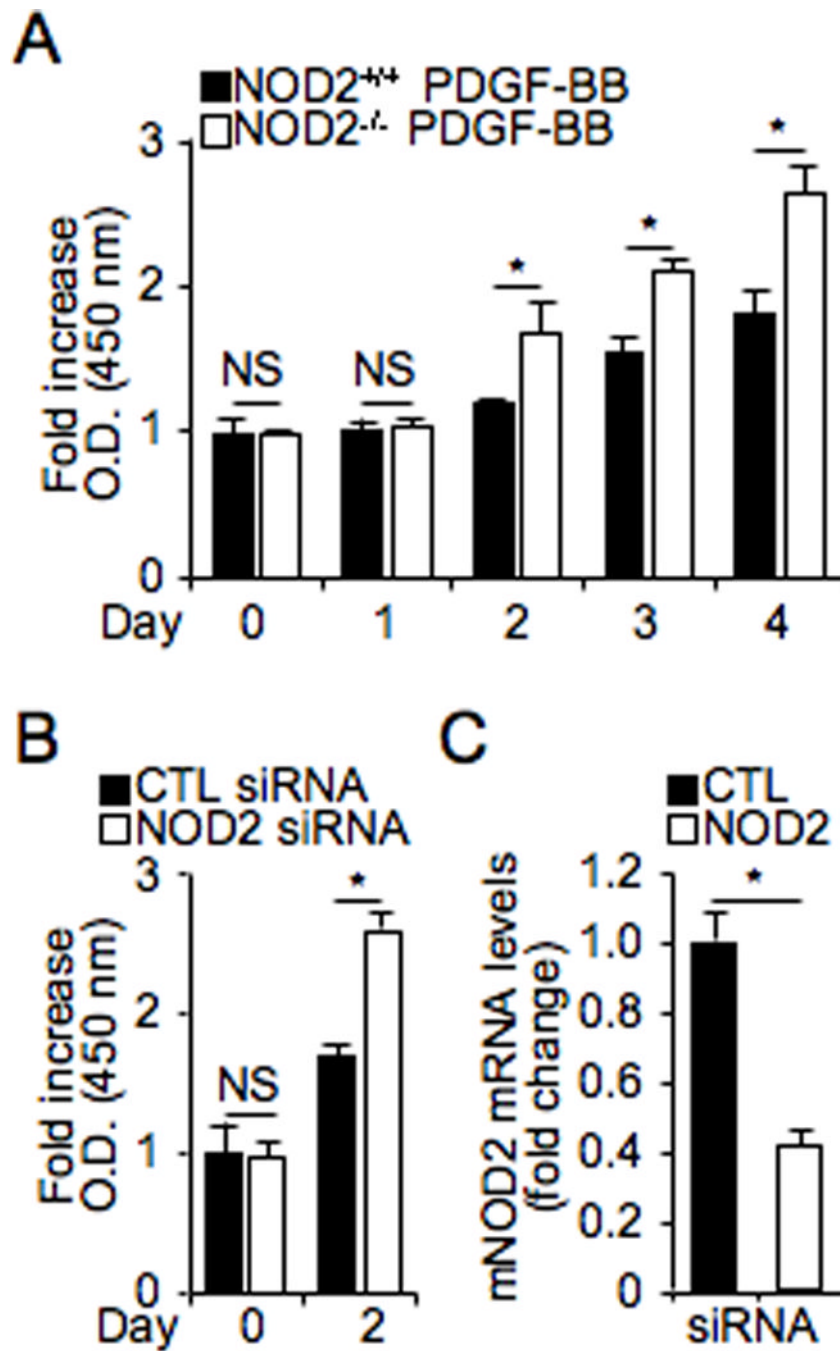 A
NOD2+/+ PDGF-BB
NOD2-/- PDGF-BB
Fold increase
O.D. (450 nm)
3
2
1
0
NS
NS
*
*
*
Day 0 1 2 3 4
B
CTL siRNA
NOD2 siRNA
Fold increase
O.D. (450 nm)
3
2
1
0
NS
*
Day 0 2
C
CTL
NOD2
mNOD2 mRNA levels
(fold change)
1.2
1.0
0.8
0.6
0.4
0.2
0
*
siRNA